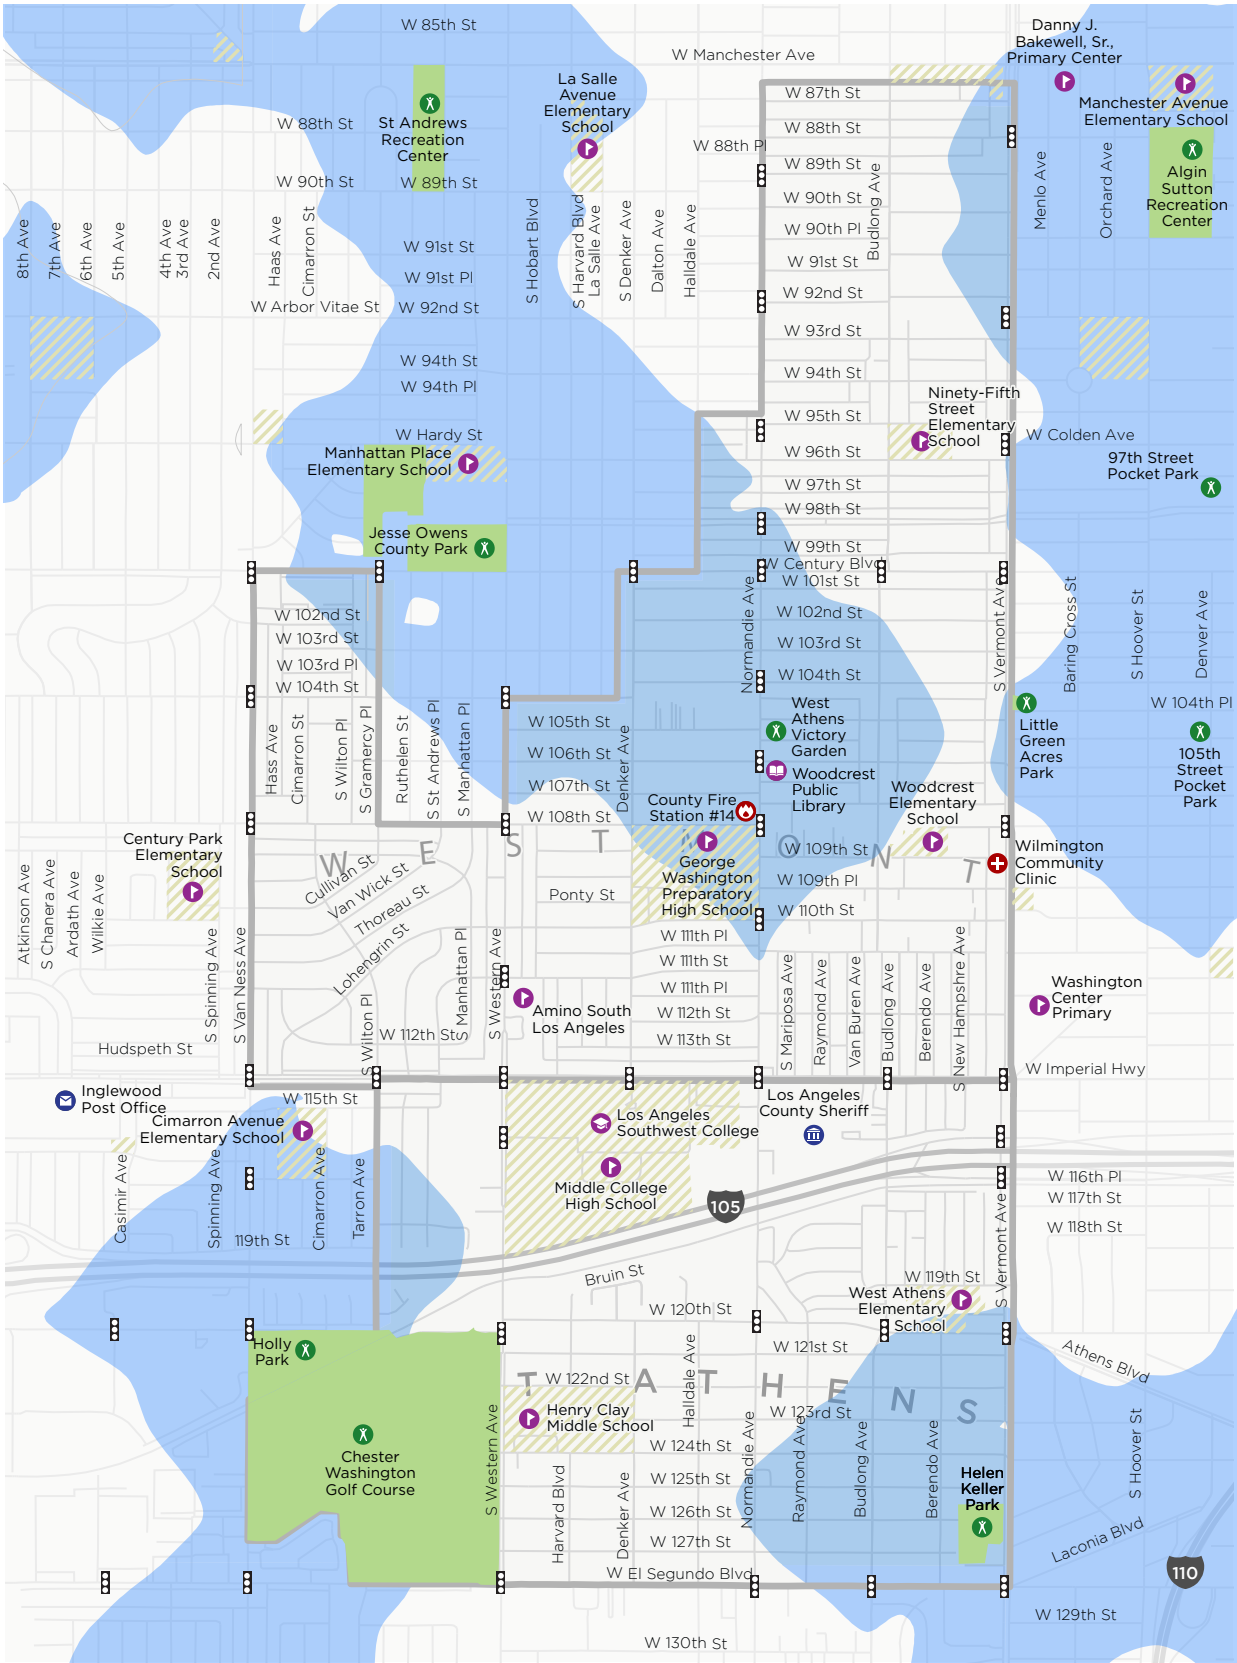 W 85th St
W Manchester Ave
Danny J.
Bakewell, Sr.,
Primary Center
La Salle
Avenue
Elementary
School
St Andrews
Recreation
Center
W 88th St
W 90th St
W 89th St
W 87th St
W 88th St
W 88th Pl
W 89th St
W 90th St
W 90th Pl
W 91st St
W 92nd St
W 93rd St
W 94th St
W 95th St
W 96th St
W 97th St
W 98th St
W 99th St
W Century Blvd
W 101st St
W 102nd St
W 103rd St
W 104th St
Manchester Avenue
Elementary School
Algin
Sutton
Recreation
Center
Menlo Ave
Orchard Ave
Budlong Ave
8th Ave
7th Ave
6th Ave
5th Ave
4th Ave
3rd Ave
2nd Ave
Haas Ave
Cimarron St
W 91st St
W 91st Pl
W Arbor Vitae St
W 92nd St
W 94th St
W 94th Pl
W Hardy St
S Hobart Blvd
S Harvard Blvd
La Salle Ave
S Denker Ave
Dalton Ave
Halldale Ave
Ninety-Fifth
Street
Elementary
School
W Colden Ave
97th Street
Pocket Park
Manhattan Place
Elementary School
Jesse Owens
County Park
W 102nd St
W 103rd St
W 103rd Pl
W 104th St
Hass Ave
Cimarron St
S Wilton Pl
S Gramercy Pl
Ruthelen St
S St Andrews Pl
S Manhattan Pl
Normandie Ave
S Vermont Ave
Baring Cross St
S Hoover St
Denver Ave
W 104th Pl
W 105th St
W 106th St
W 107th St
W 108th St
Denker Ave
West
Athens
Victory
Garden
Woodcrest
Public
Library
County Fire
Station #14
Woodcrest
Elementary
School
Little
Green
Acres
Park
105th
Street
Pocket
Park
Century Park
Elementary
School
WESTMONT
Cullivan St
Van Wick St
Thoreau St
Lohengrin St
Ponty St
George
Washington
Preparatory
High School
W 109th St
W 109th Pl
W 110th St
Wilmington
Community
Clinic
Atkinson Ave
S Chanera Ave
Ardath Ave
Wilkie Ave
S Spinning Ave
S Van Ness Ave
S Wilton Pl
S Manhattan Pl
S Western Ave
W 111th Pl
W 111th St
W 111th Pl
W 112th St
W 113th St
W 112th St
Amino South
Los Angeles
S Mariposa Ave
Raymond Ave
Van Buren Ave
Budlong Ave
Berendo Ave
S New Hampshire Ave
Washington
Center
Primary
Hudspeth St
W Imperial Hwy
Inglewood
Post Office
W 115th St
Cimarron Avenue
Elementary School
Los Angeles
Southwest College
Los Angeles
County Sheriff
Middle College
High School
105
W 116th Pl
W 117th St
W 118th St
Casimir Ave
Spinning Ave
Cimarron Ave
Tarron Ave
119th St
Bruin St
S Vermont Ave
W 119th St
West Athens
Elementary
School
W 120th St
W 121st St
Athens Blvd
Holly
Park
W 122nd St
T ATHENS
Halldale Ave
Henry Clay
Middle School
W 123rd St
Chester
Washington
Golf Course
S Western Ave
W 124th St
W 125th St
W 126th St
W 127th St
Harvard Blvd
Denker Ave
Normandie Ave
Raymond Ave
Budlong Ave
Berendo Ave
Helen
Keller
Park
S Hoover St
Laconia Blvd
110
W El Segundo Blvd
W 129th St
W 130th St